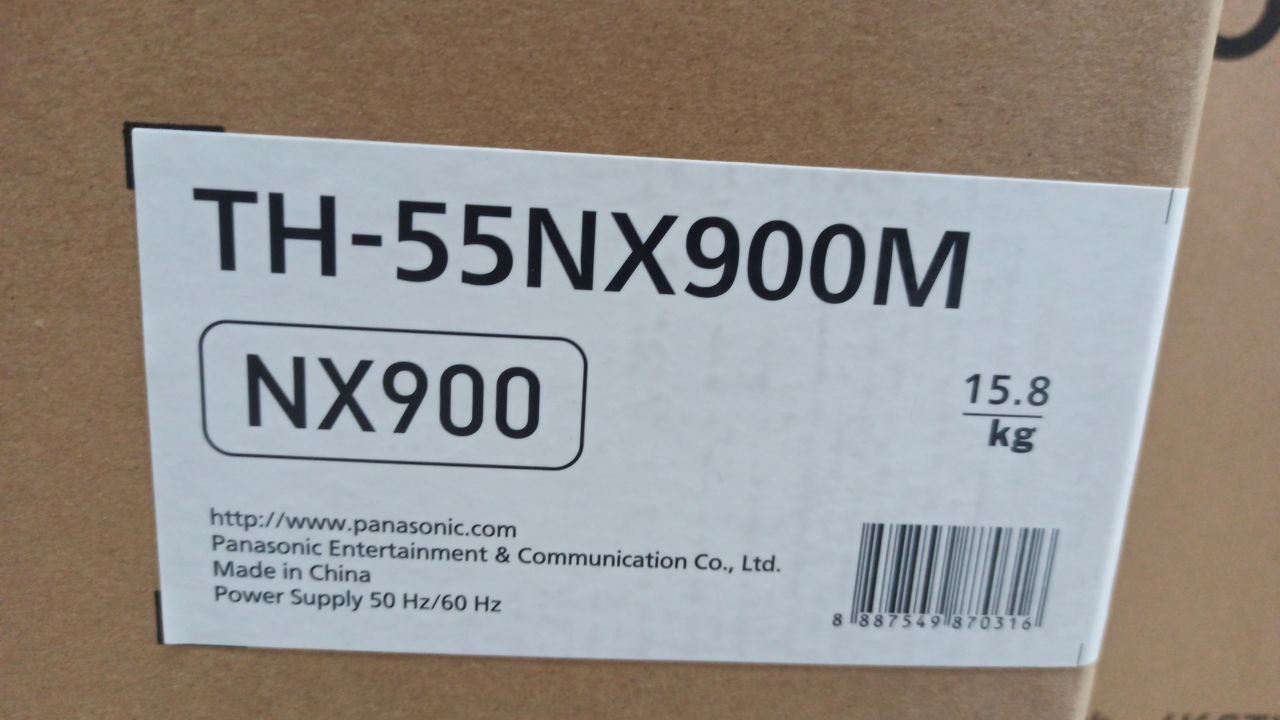 TH-55NX900M
NX900
15.8
kg
http://www.panasonic.com
Panasonic Entertainment & Communication Co., Ltd.
Made in China
Power Supply 50 Hz/60 Hz
8 887549 870316